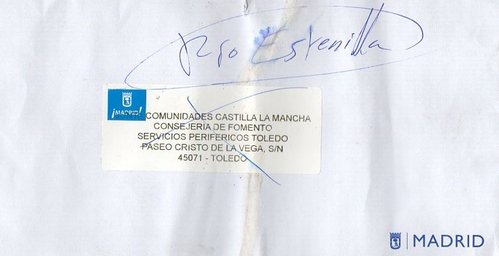 Rgo Estenilla
¡MADRID!
COMUNIDADES CASTILLA LA MANCHA
CONSEJERIA DE FOMENTO
SERVICIOS PERIFERICOS TOLEDO
PASEO CRISTO DE LA VEGA, S/N
45071 - TOLEDO
MADRID